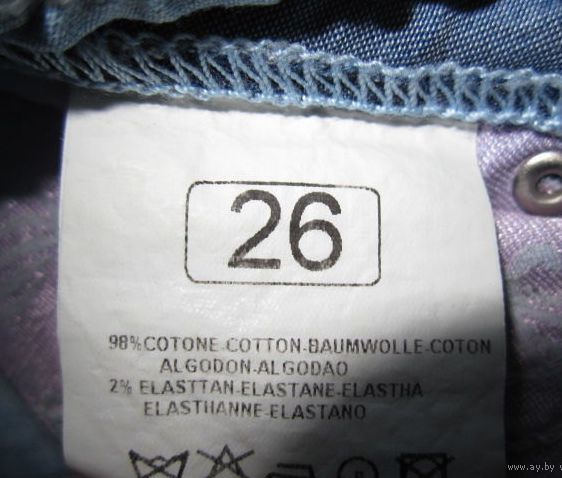 26
98% COTONE-COTTON-BAUMWOLLE-COTON
ALGODON-ALGODAO
2% ELASTTAN-ELASTANE-ELASTHA
ELASTHANNE-ELASTANO
www.ay.by